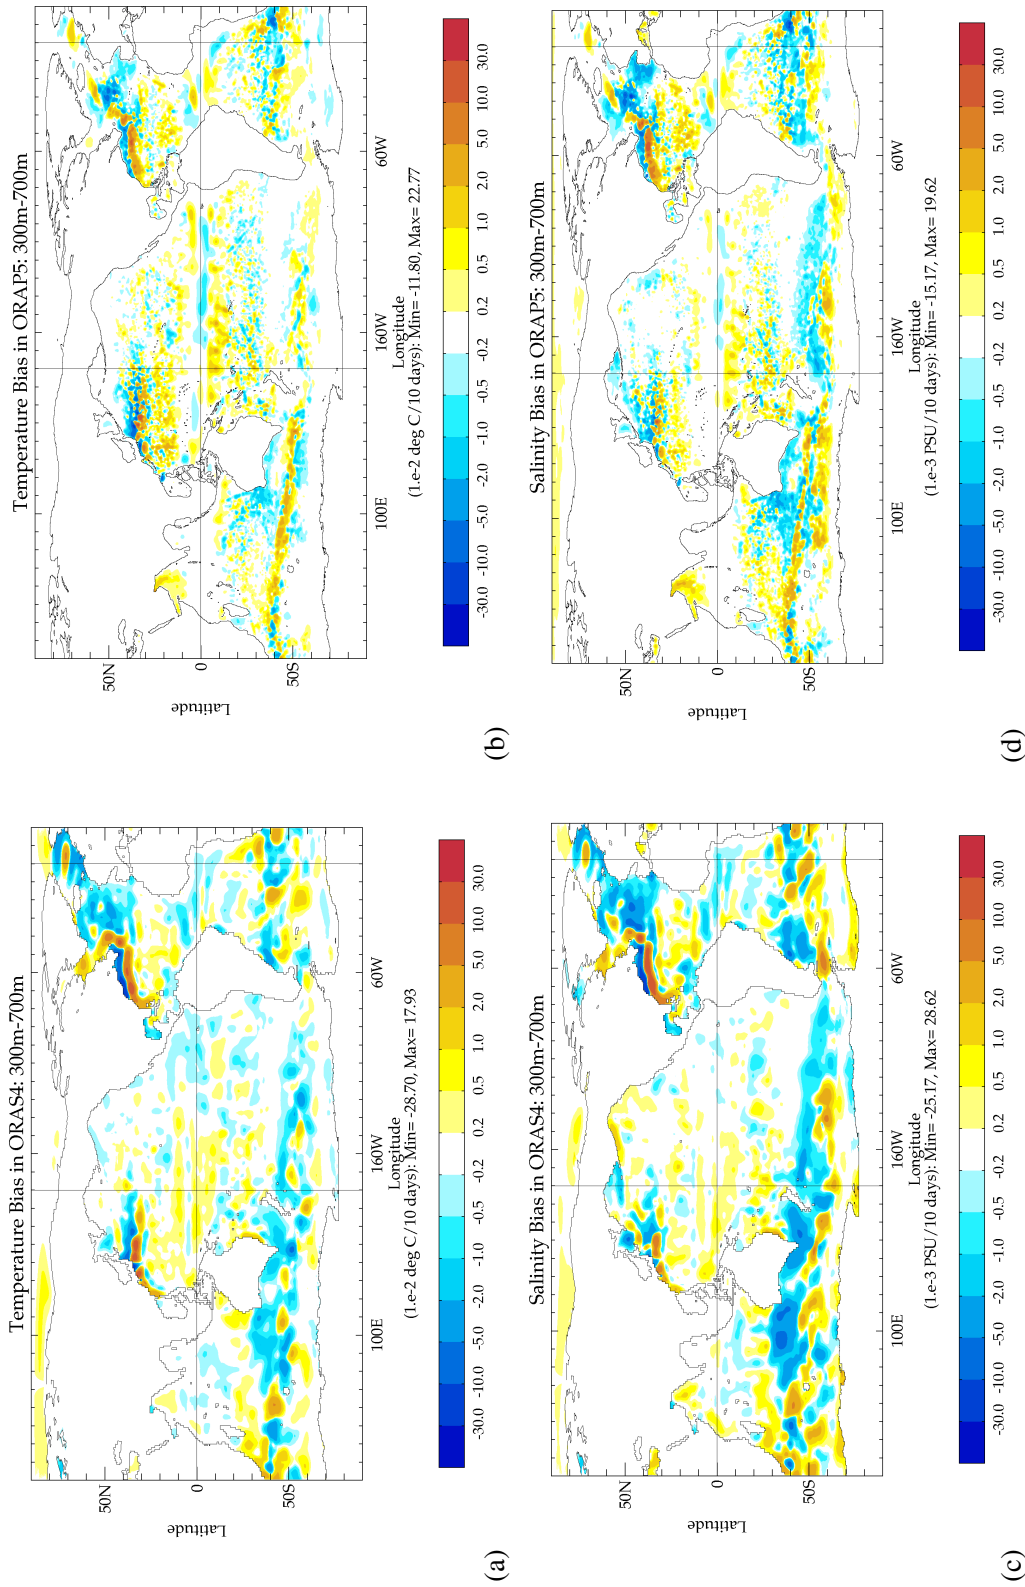 (a)
Temperature Bias in ORAS4: 300m-700m
Latitude
50N
0
50S
100E
160W
60W
Longitude
(1.e-2 deg C/10 days): Min= -28.70, Max= 17.93
-30.0 -10.0 -5.0 -2.0 -1.0 -0.5 -0.2 0.2 0.5 1.0 2.0 5.0 10.0 30.0
(b)
Temperature Bias in ORAP5: 300m-700m
Latitude
50N
0
50S
100E
160W
60W
Longitude
(1.e-2 deg C/10 days): Min= -11.80, Max= 22.77
-30.0 -10.0 -5.0 -2.0 -1.0 -0.5 -0.2 0.2 0.5 1.0 2.0 5.0 10.0 30.0
(c)
Salinity Bias in ORAS4: 300m-700m
Latitude
50N
0
50S
100E
160W
60W
Longitude
(1.e-3 PSU/10 days): Min= -25.17, Max= 28.62
-30.0 -10.0 -5.0 -2.0 -1.0 -0.5 -0.2 0.2 0.5 1.0 2.0 5.0 10.0 30.0
(d)
Salinity Bias in ORAP5: 300m-700m
Latitude
50N
0
50S
100E
160W
60W
Longitude
(1.e-3 PSU/10 days): Min= -15.17, Max= 19.62
-30.0 -10.0 -5.0 -2.0 -1.0 -0.5 -0.2 0.2 0.5 1.0 2.0 5.0 10.0 30.0